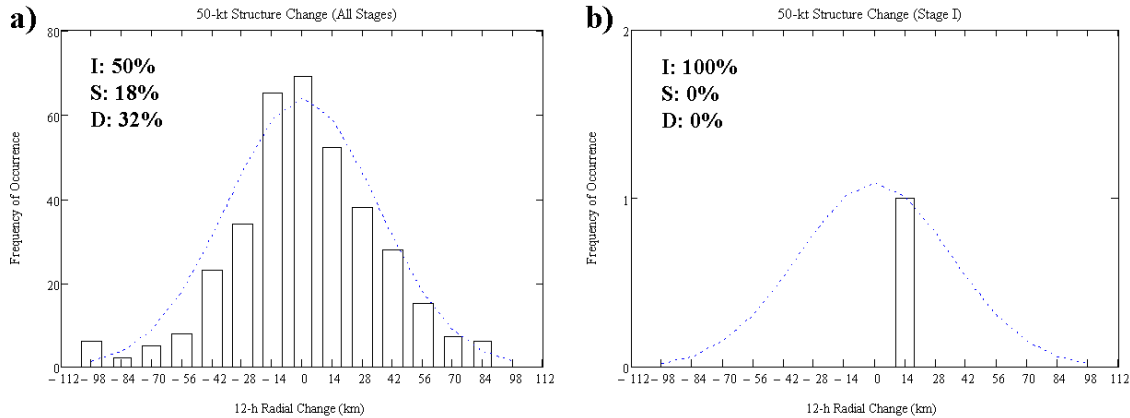 a)
50-kt Structure Change (All Stages)
I: 50%
S: 18%
D: 32%
Frequency of Occurrence
80
60
40
20
0
− 112 − 98 − 84 − 70 − 56 − 42 − 28 − 14 0 14 28 42 56 70 84 98 112
12-h Radial Change (km)
b)
50-kt Structure Change (Stage I)
I: 100%
S: 0%
D: 0%
Frequency of Occurrence
2
1
0
− 112 − 98 − 84 − 70 − 56 − 42 − 28 − 14 0 14 28 42 56 70 84 98 112
12-h Radial Change (km)